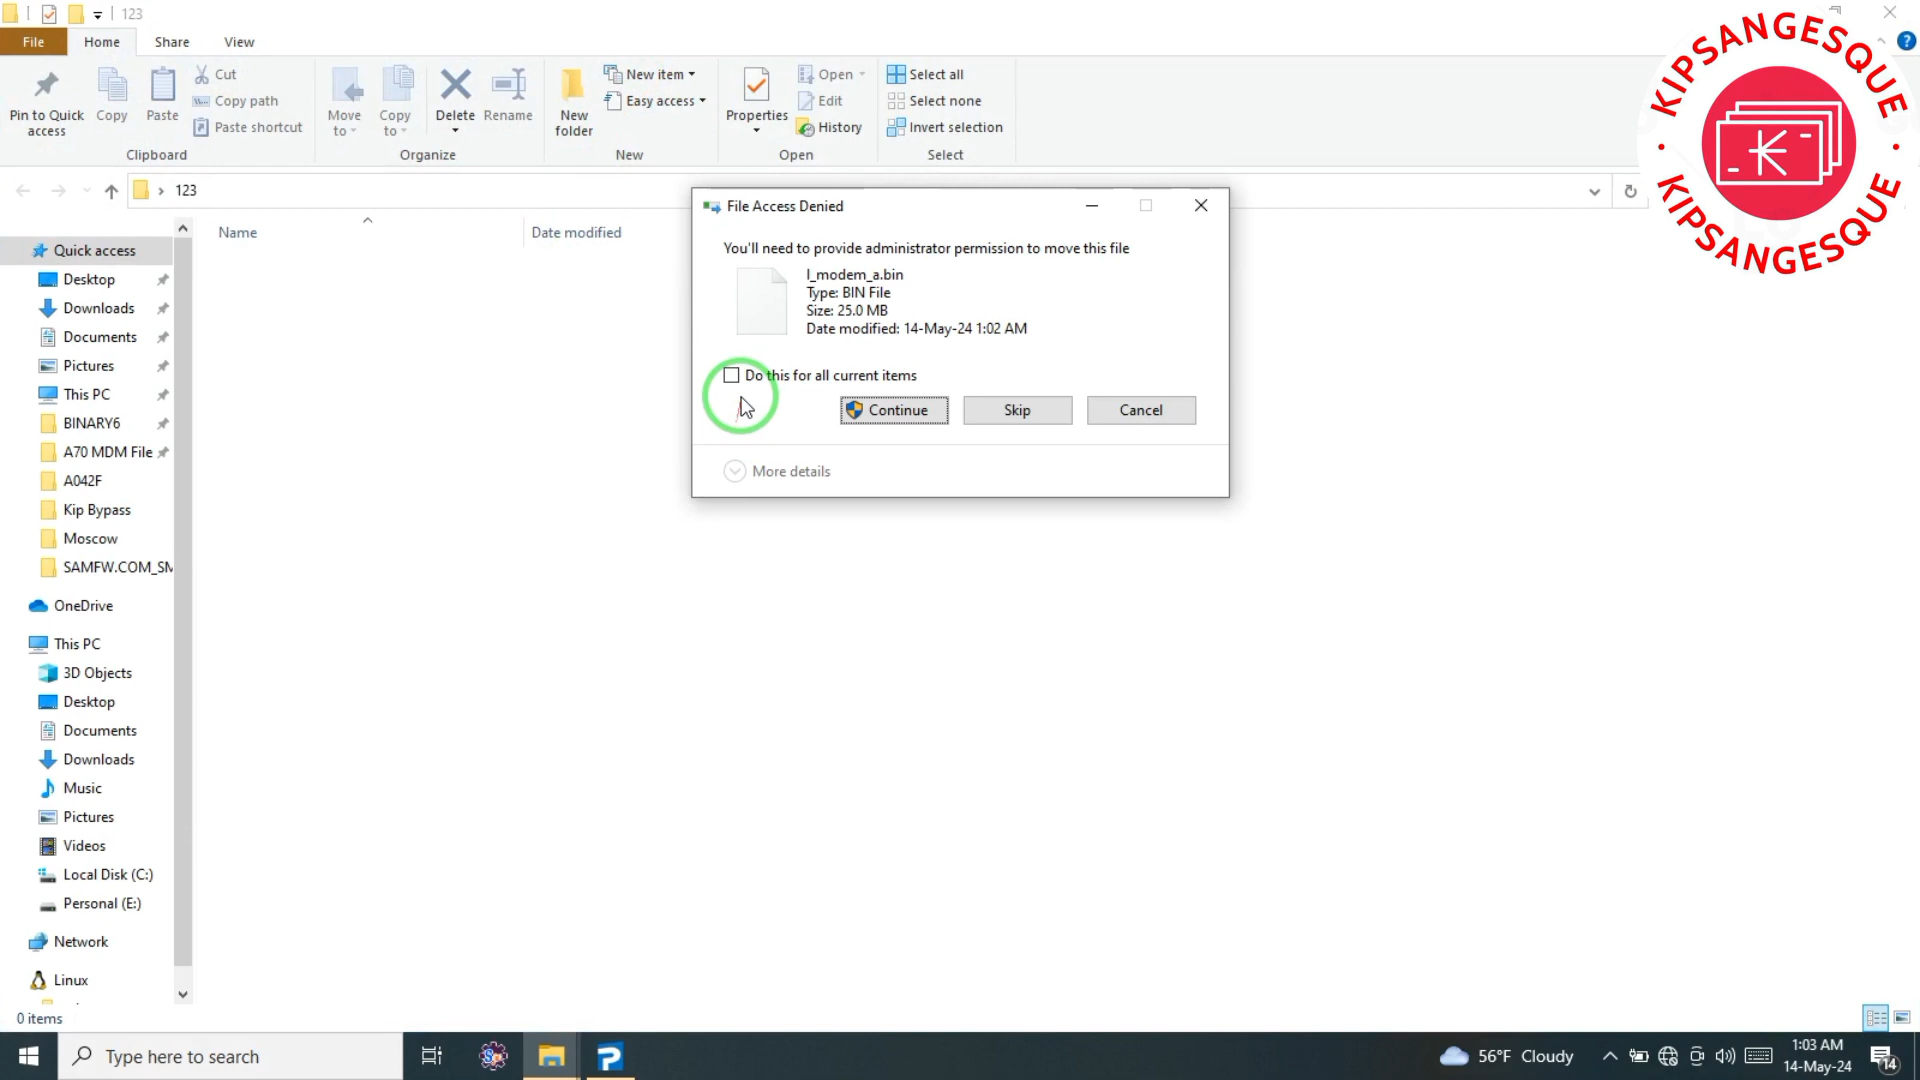 123
File
Home
Share
View
Pin to Quick
access
Copy
Paste
Cut
Copy path
Paste shortcut
Clipboard
Move
to
Copy
to
Delete
Rename
Organize
New
folder
New item
Easy access
New
Properties
Open
Edit
History
Open
Select all
Select none
Invert selection
Select
KIPSANGESQUE
K
KIPSANGESQUE
?
123
Name
Date modified
File Access Denied
You'll need to provide administrator permission to move this file
l_modem_a.bin
Type: BIN File
Size: 25.0 MB
Date modified: 14-May-24 1:02 AM
Do this for all current items
Continue
Skip
Cancel
More details
Quick access
Desktop
Downloads
Documents
Pictures
This PC
BINARY6
A70 MDM File
A042F
Kip Bypass
Moscow
SAMFW.COM_SM
OneDrive
This PC
3D Objects
Desktop
Documents
Downloads
Music
Pictures
Videos
Local Disk (C:)
Personal (E:)
Network
Linux
0 items
Type here to search
56°F Cloudy
1:03 AM
14-May-24
14